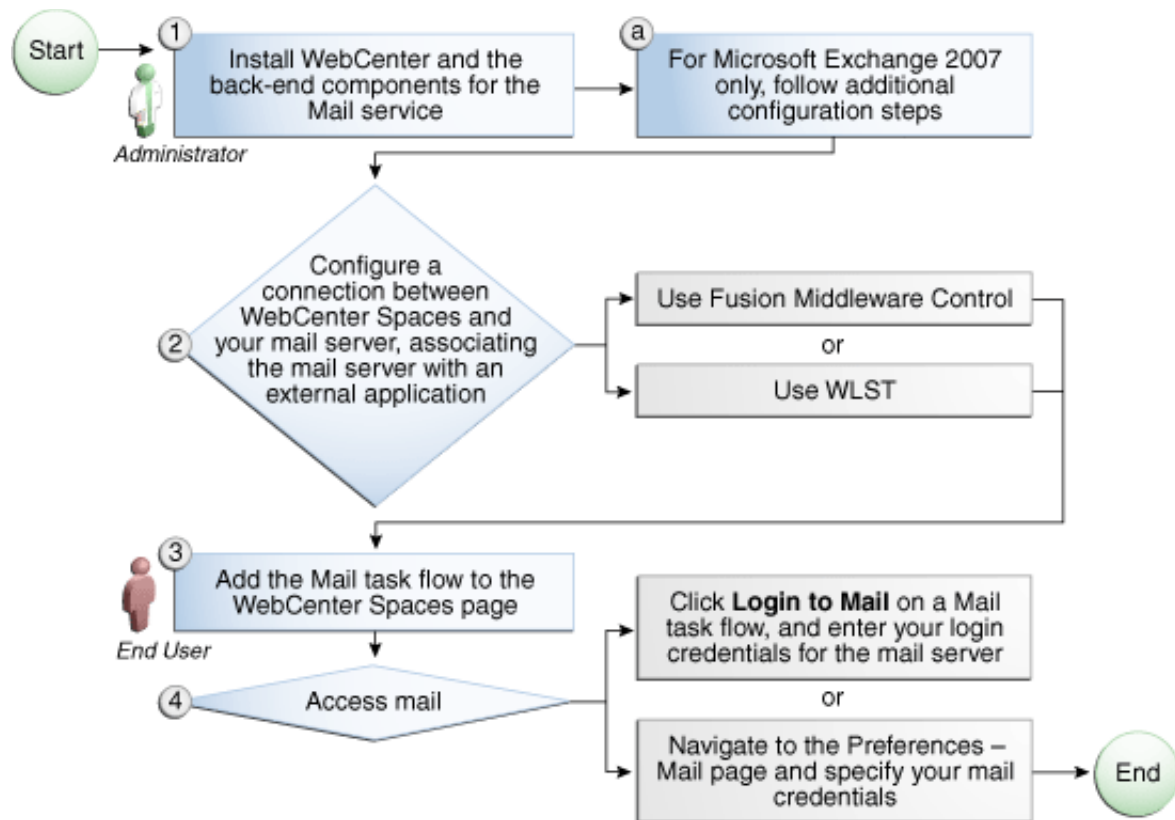 Start
1
Install WebCenter and the
back-end components for the
Mail service
Administrator
a
For Microsoft Exchange 2007
only, follow additional
configuration steps
2
Configure a
connection between
WebCenter Spaces and
your mail server, associating
the mail server with an
external application
Use Fusion Middleware Control
or
Use WLST
3
Add the Mail task flow to the
WebCenter Spaces page
End User
4
Access mail
Click Login to Mail on a Mail
task flow, and enter your login
credentials for the mail server
or
Navigate to the Preferences –
Mail page and specify your mail
credentials
End